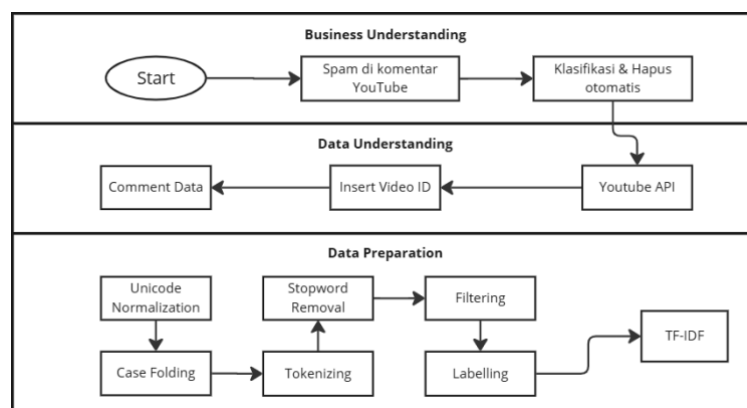 Business Understanding
Start
Spam di komentar
YouTube
Klasifikasi & Hapus
otomatis
Data Understanding
Comment Data
Insert Video ID
Youtube API
Data Preparation
Unicode
Normalization
Stopword
Removal
Filtering
TF-IDF
Case Folding
Tokenizing
Labelling